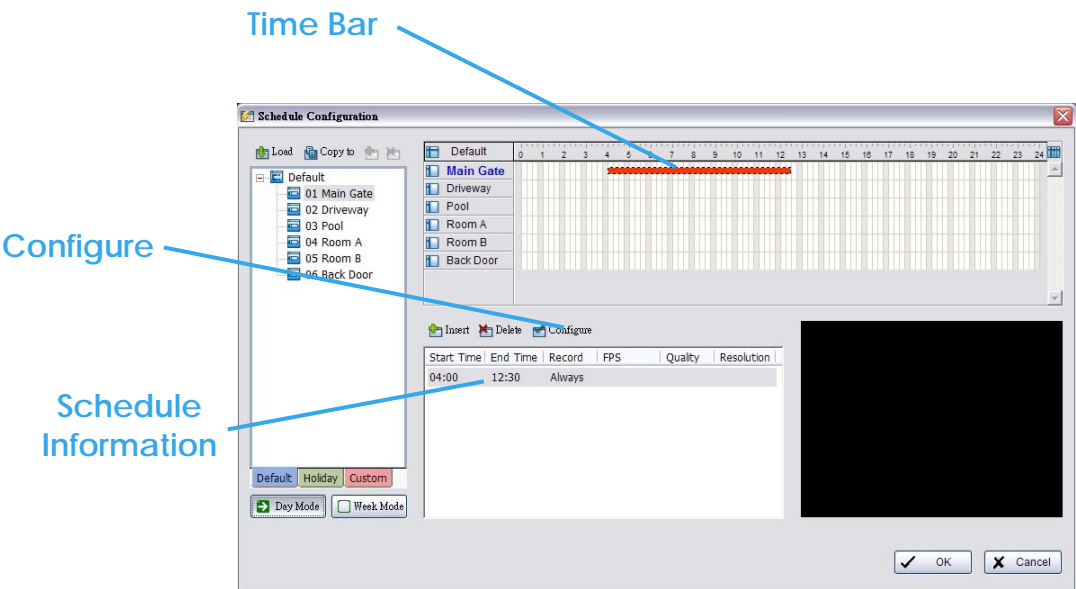 Time Bar
Schedule Configuration
Load Copy to
Default 0 1 2 3 4 5 6 7 8 9 10 11 12 13 14 15 16 17 18 19 20 21 22 23 24
Main Gate
Driveway
Pool
Room A
Room B
Back Door
Default
01 Main Gate
02 Driveway
03 Pool
04 Room A
05 Room B
06 Back Door
Configure
Insert Delete Configure
Start Time End Time Record FPS Quality Resolution
04:00 12:30 Always
Schedule
Information
Default Holiday Custom
Day Mode Week Mode
OK Cancel